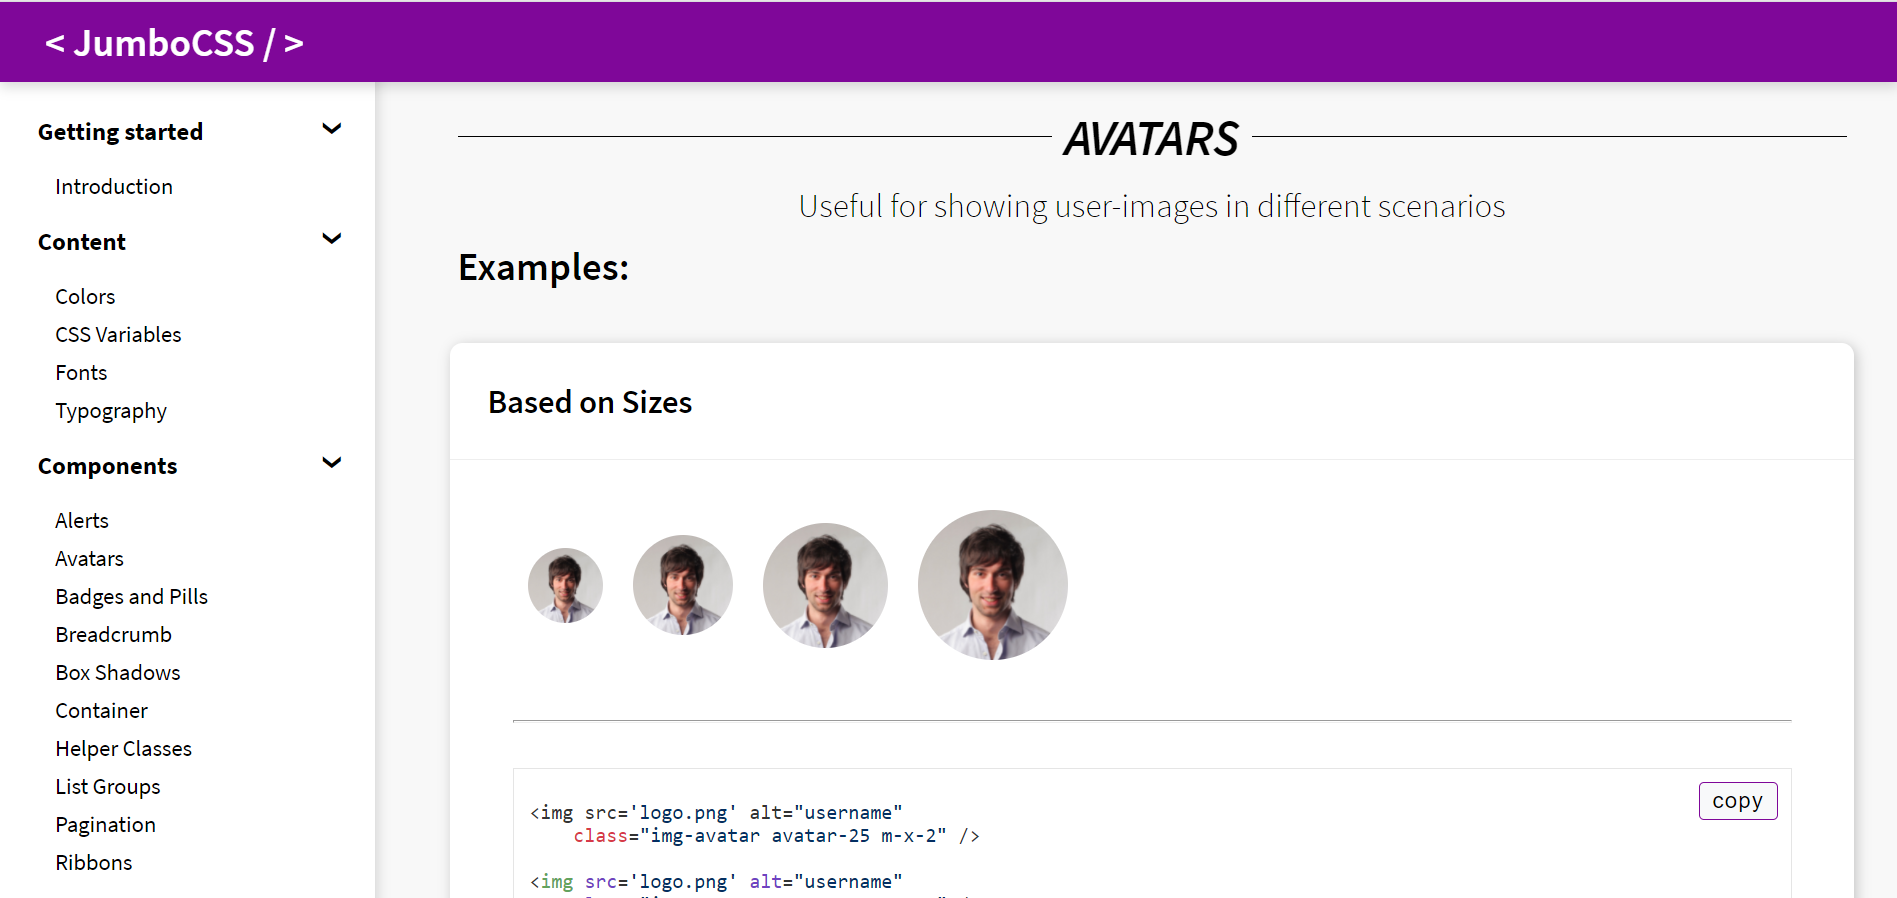 < JumboCSS / >
Getting started
Introduction
Content
Colors
CSS Variables
Fonts
Typography
Components
Alerts
Avatars
Badges and Pills
Breadcrumb
Box Shadows
Container
Helper Classes
List Groups
Pagination
Ribbons
AVATARS
Useful for showing user-images in different scenarios
Examples:
Based on Sizes
copy
<img src='logo.png' alt="username"
class="img-avatar avatar-25 m-x-2" />
<img src='logo.png' alt="username"